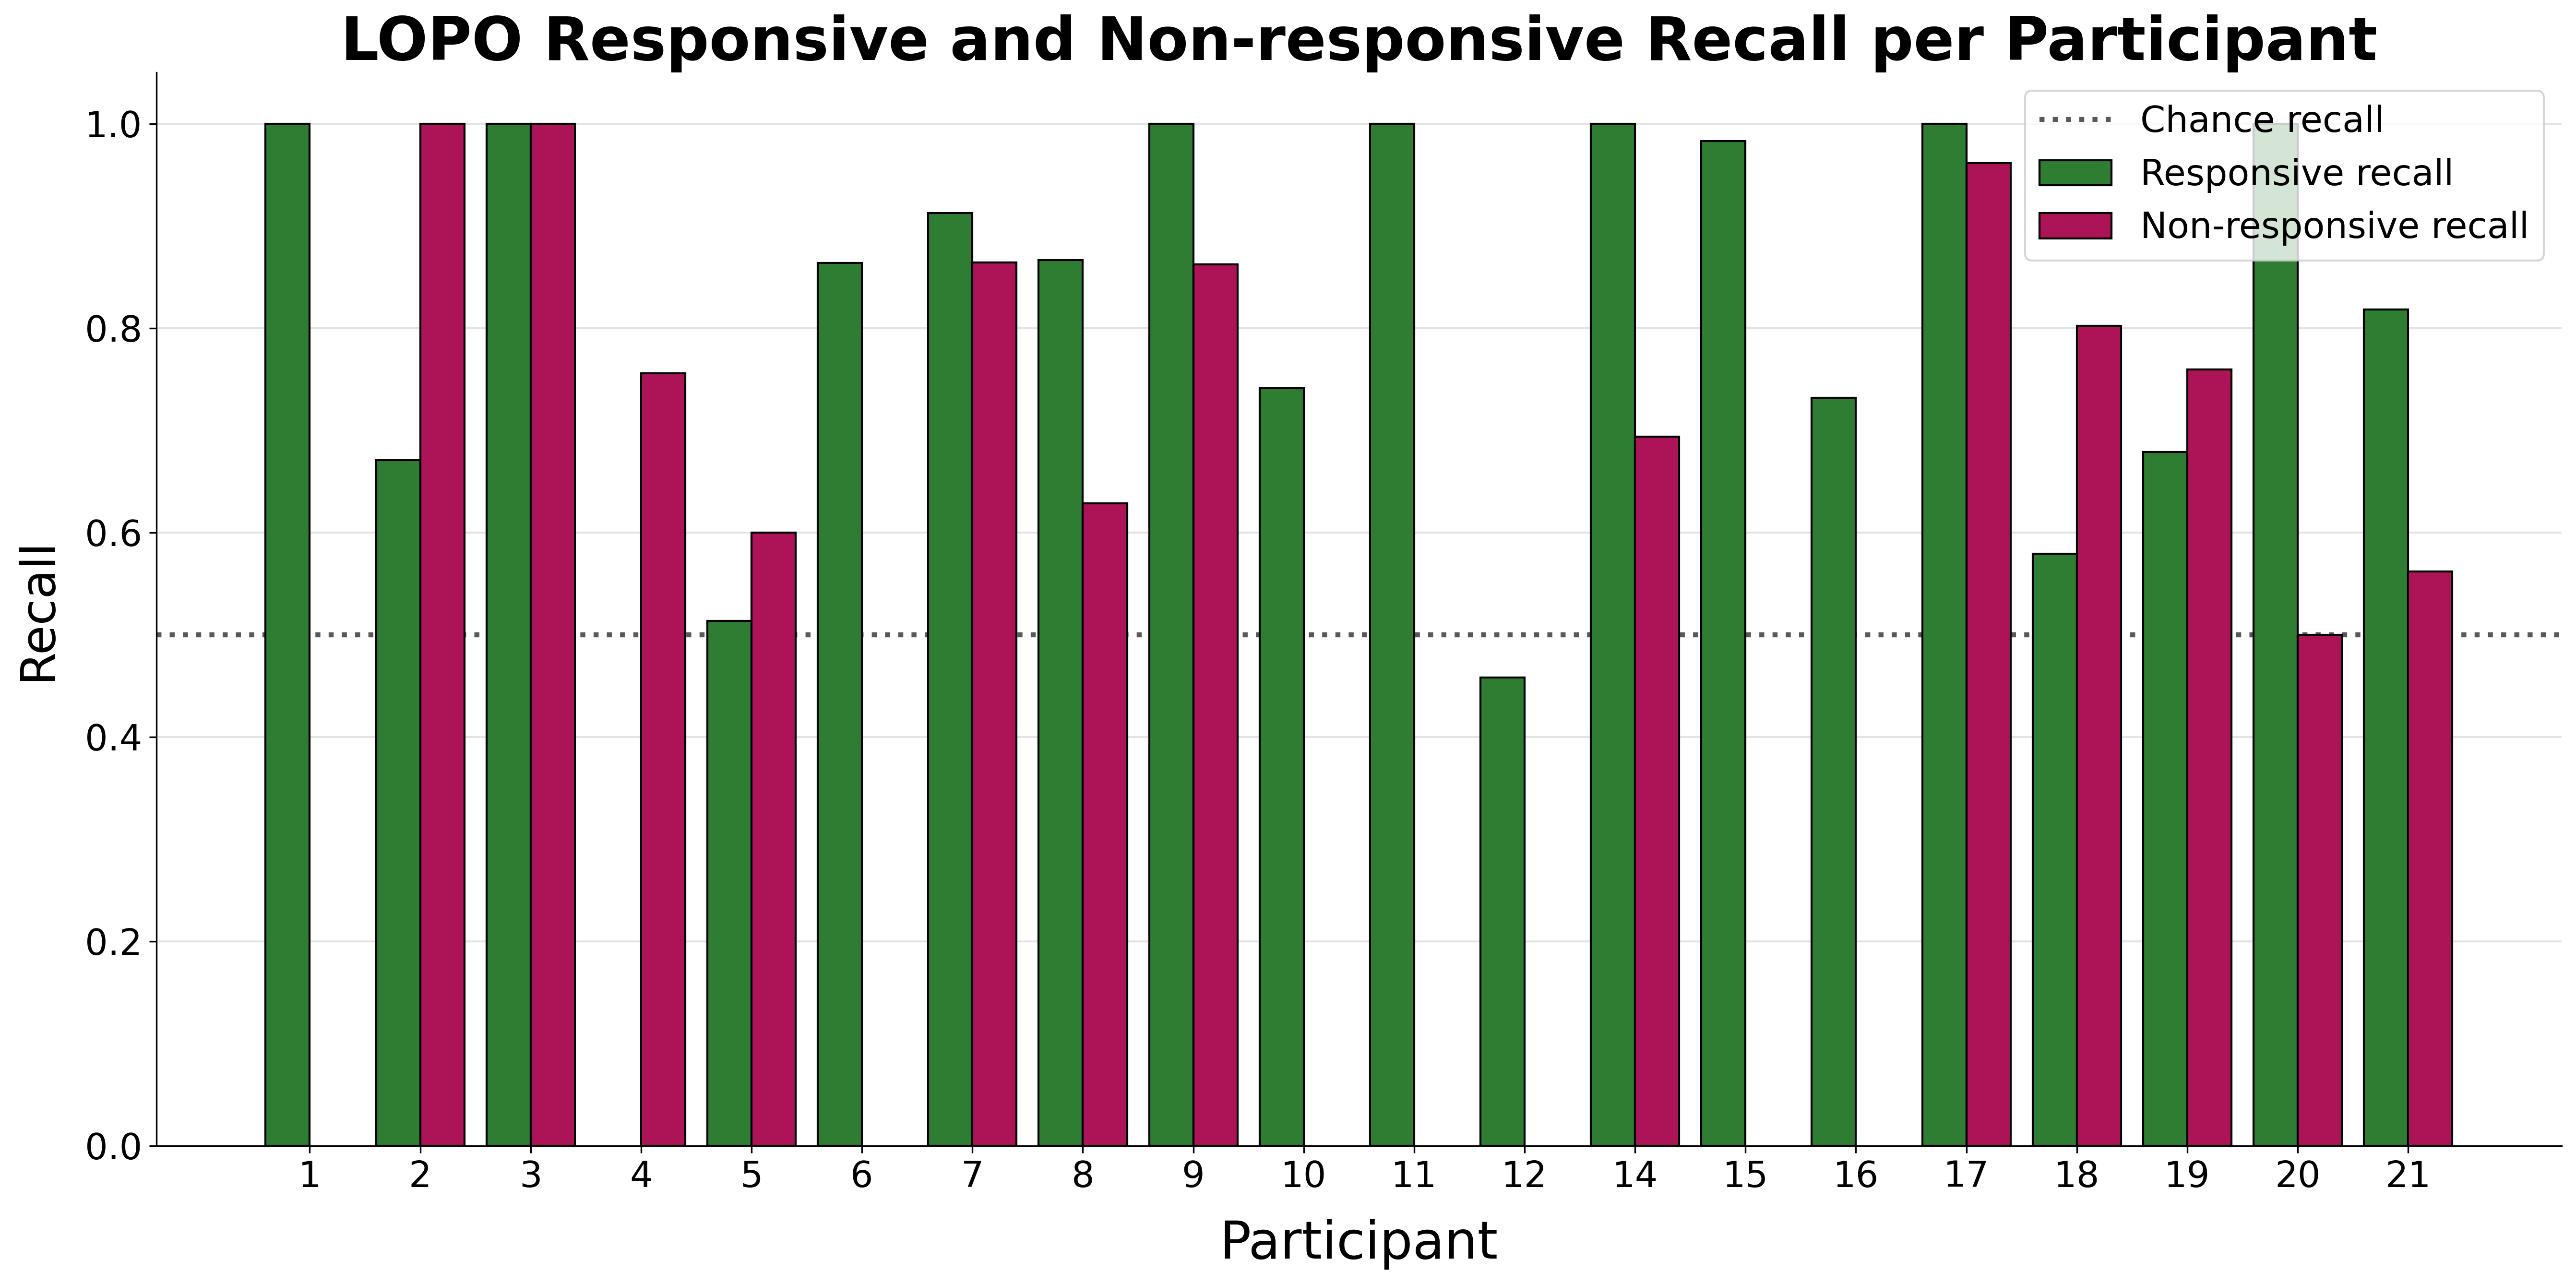 LOPO Responsive and Non-responsive Recall per Participant
Chance recall
Responsive recall
Non-responsive recall
Recall
1.0
0.8
0.6
0.4
0.2
0.0
1 2 3 4 5 6 7 8 9 10 11 12 14 15 16 17 18 19 20 21
Participant